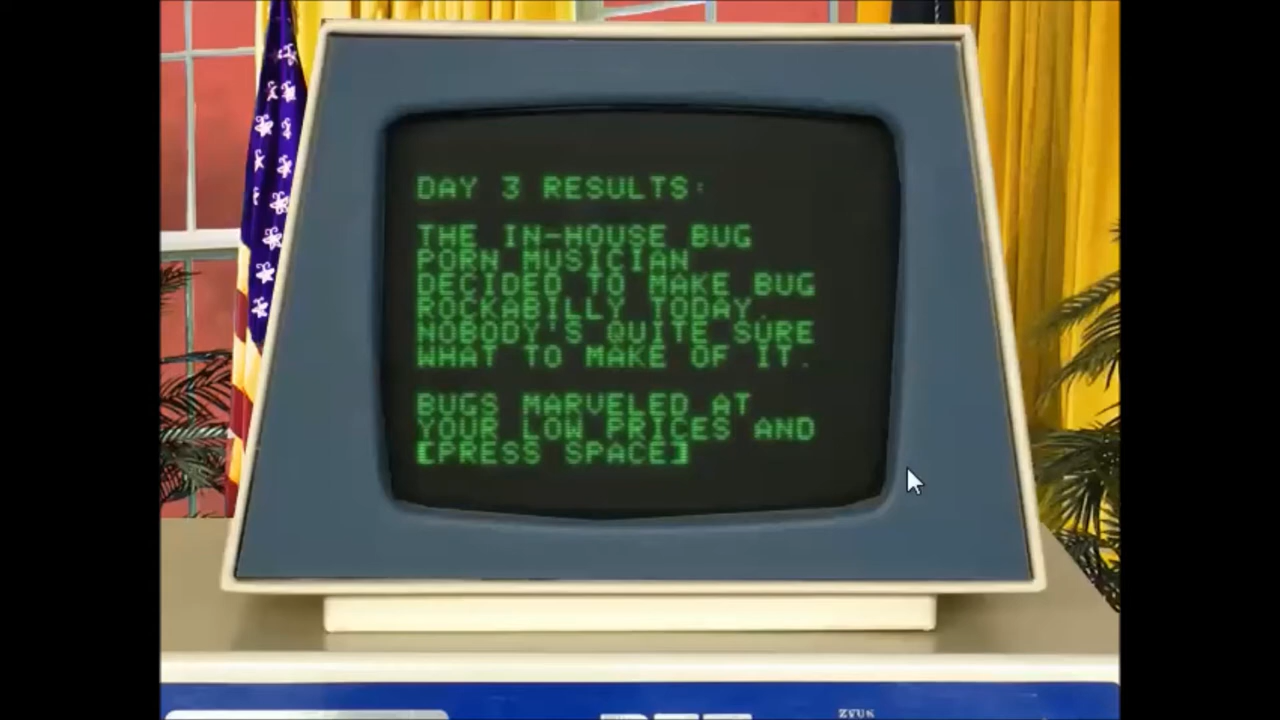 DAY 3 RESULTS:
THE IN-HOUSE BUG
PORN MUSICIAN
DECIDED TO MAKE BUG
ROCKABILLY TODAY.
NOBODY'S QUITE SURE
WHAT TO MAKE OF IT.
BUGS MARVELED AT
YOUR LOW PRICES AND
[PRESS SPACE]